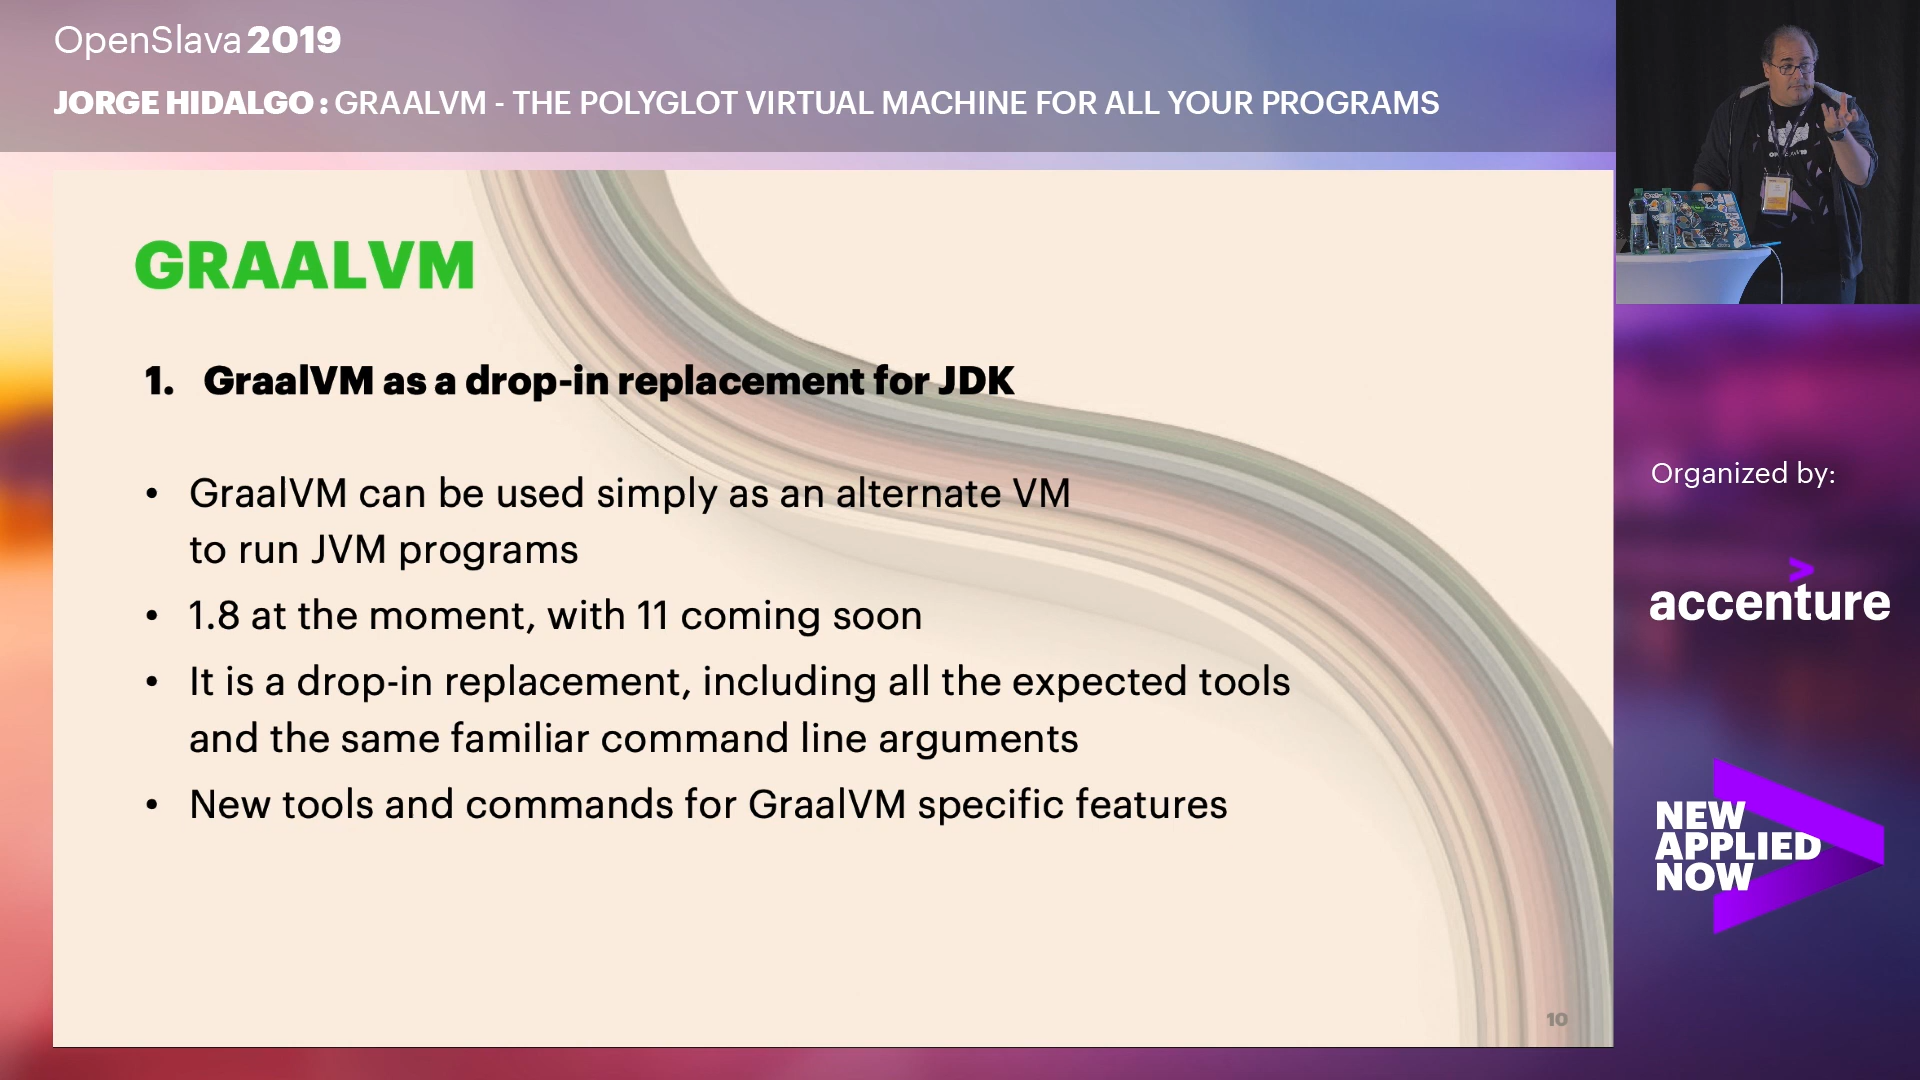 OpenSlava 2019
JORGE HIDALGO : GRAALVM - THE POLYGLOT VIRTUAL MACHINE FOR ALL YOUR PROGRAMS
GRAALVM
1. GraalVM as a drop-in replacement for JDK
• GraalVM can be used simply as an alternate VM
to run JVM programs
• 1.8 at the moment, with 11 coming soon
• It is a drop-in replacement, including all the expected tools
and the same familiar command line arguments
• New tools and commands for GraalVM specific features
10
Organized by:
accenture
NEW
APPLIED
NOW